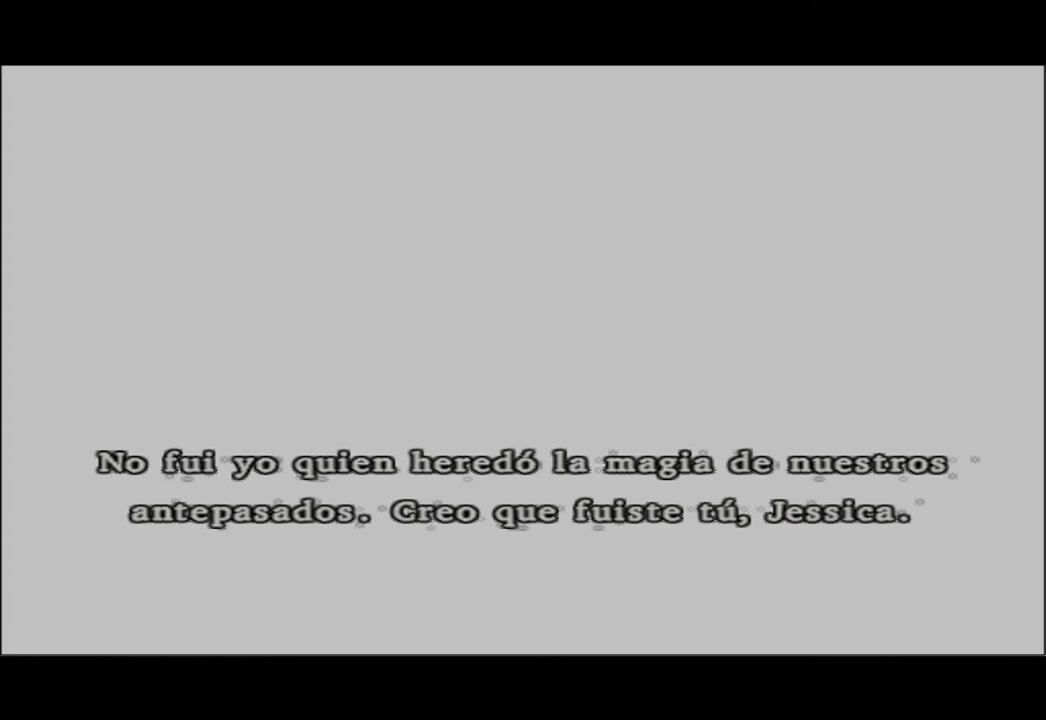 No fui yo quien heredó la magia de nuestros
antepasados. Creo que fuiste tú, Jessica.